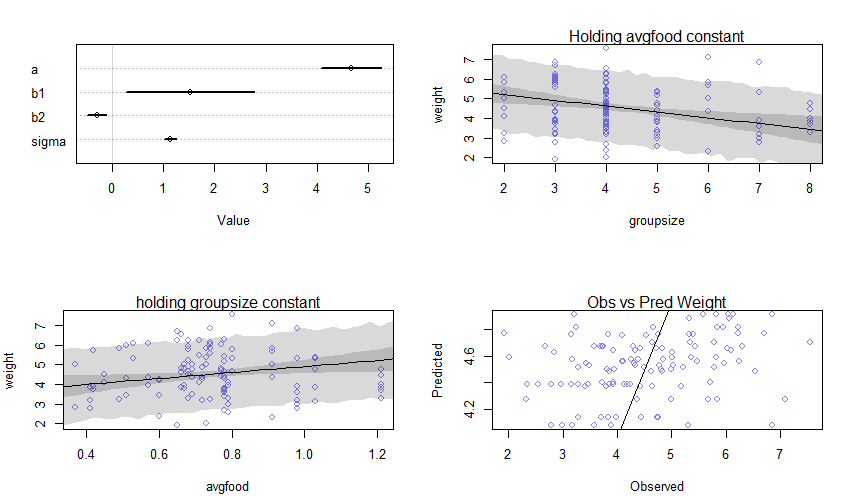 a
b1
b2
sigma
0 1 2 3 4 5
Value
Holding avgfood constant
weight
7
6
5
4
3
2
2 3 4 5 6 7 8
groupsize
holding groupsize constant
weight
7
6
5
4
3
2
0.4 0.6 0.8 1.0 1.2
avgfood
Obs vs Pred Weight
Predicted
4.6
4.2
2 3 4 5 6 7
Observed